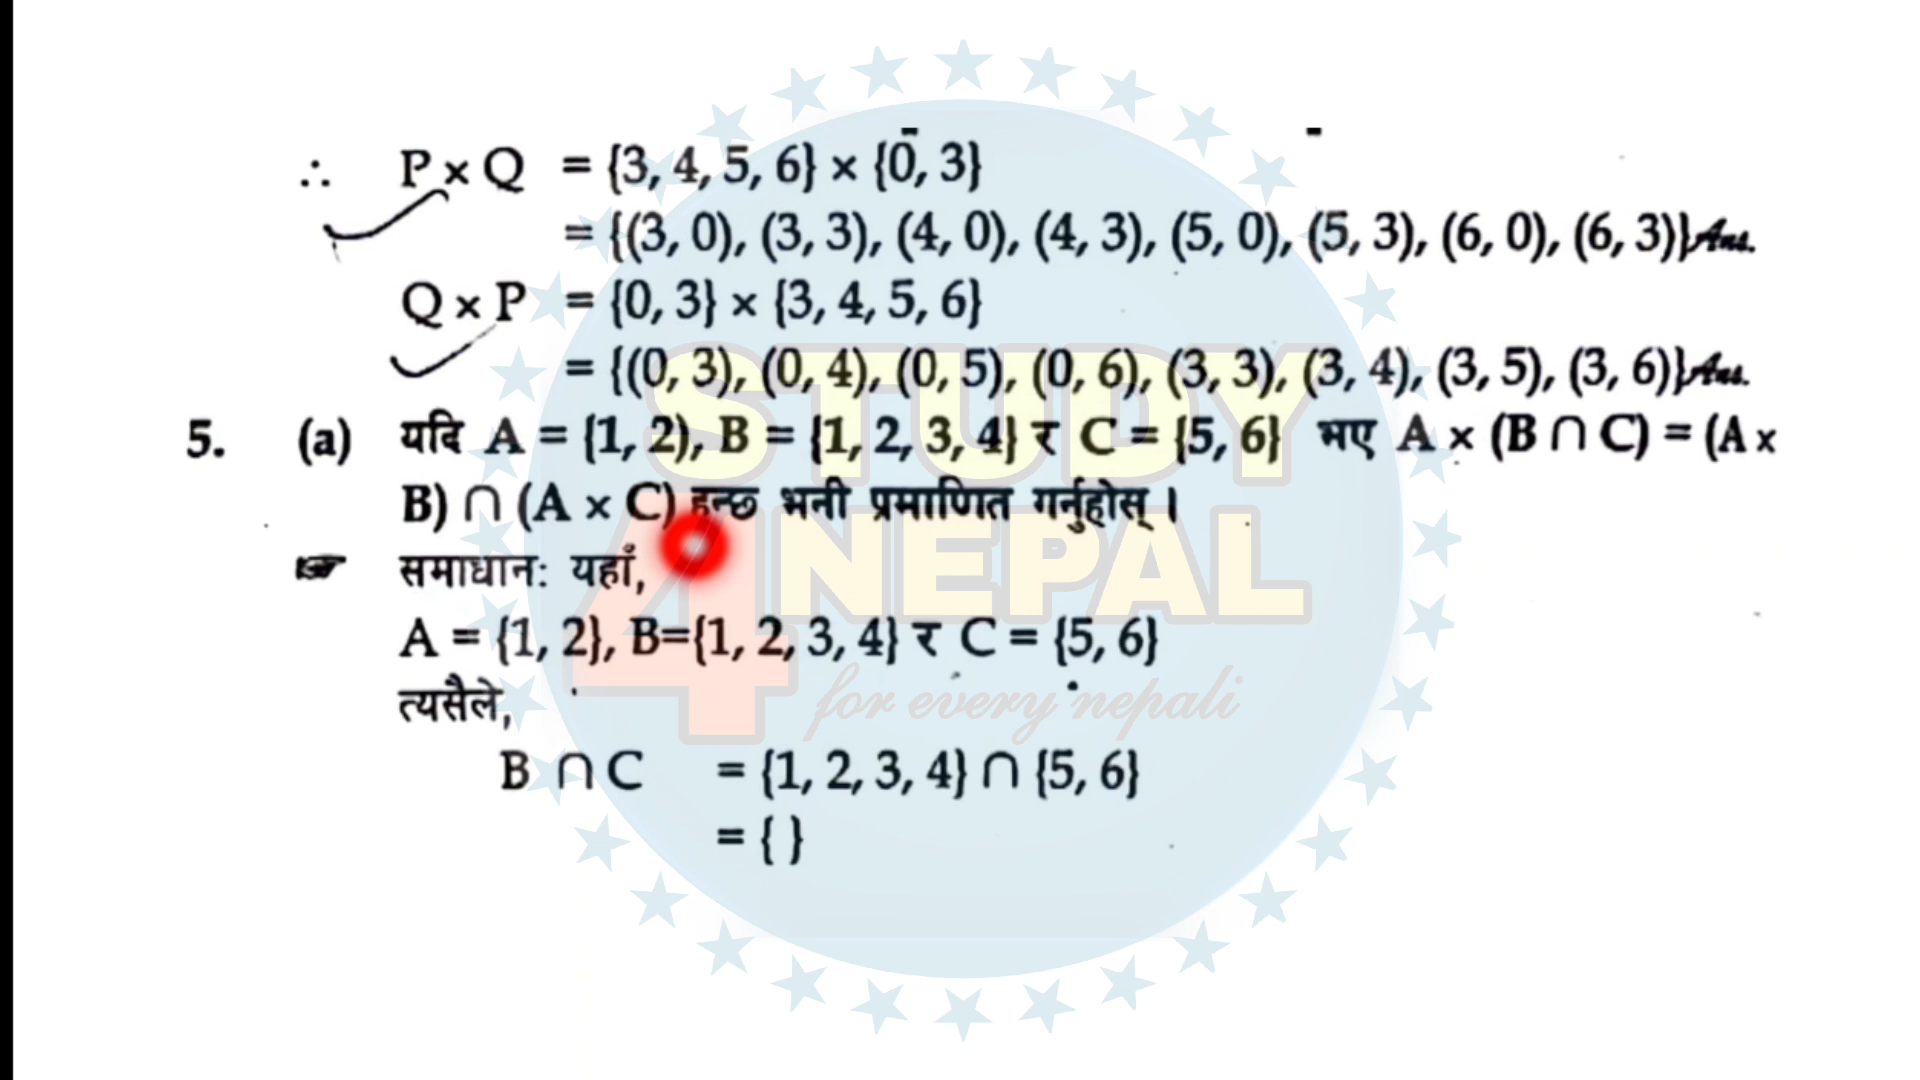 ∴ P × Q = {3, 4, 5, 6} × {0, 3}
= {(3, 0), (3, 3), (4, 0), (4, 3), (5, 0), (5, 3), (6, 0), (6, 3)}Ans.
Q × P = {0, 3} × {3, 4, 5, 6}
= {(0, 3), (0, 4), (0, 5), (0, 6), (3, 3), (3, 4), (3, 5), (3, 6)}Ans.
5. (a) यदि A = {1, 2), B = {1, 2, 3, 4} र C = {5, 6} भए A × (B ∩ C) = (A ×
B) ∩ (A × C) हुन्छ भनी प्रमाणित गर्नुहोस् ।
समाधानः यहां,
A = {1, 2}, B={1, 2, 3, 4} र C = {5, 6}
त्यसैले,
B ∩ C = {1, 2, 3, 4} ∩ {5, 6}
= { }
STUDY
4 NEPAL
for every nepali